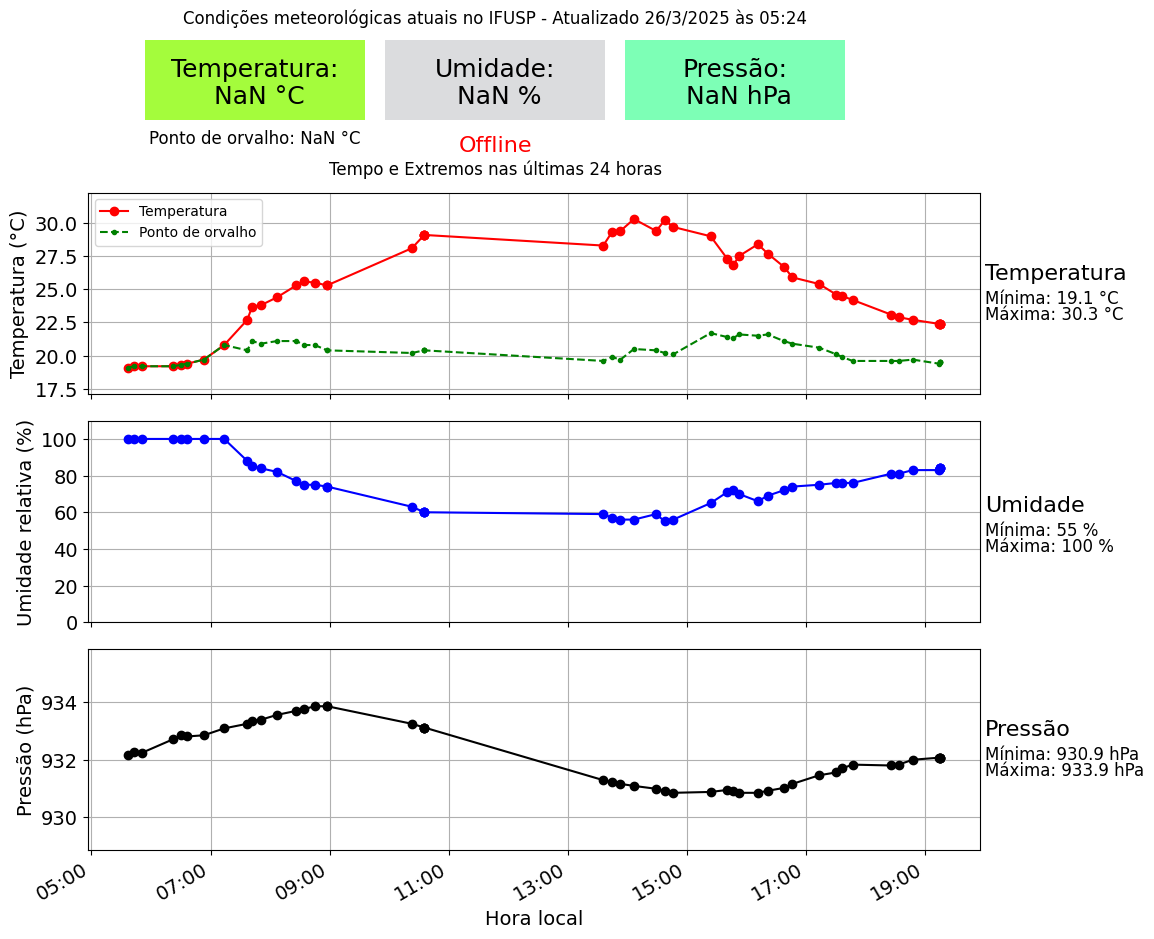 Condições meteorológicas atuais no IFUSP - Atualizado 26/3/2025 às 05:24
Temperatura:
NaN °C
Umidade:
NaN %
Pressão:
NaN hPa
Ponto de orvalho: NaN °C
Offline
Tempo e Extremos nas últimas 24 horas
Temperatura (°C)
30.0
27.5
25.0
22.5
20.0
17.5
Temperatura
Ponto de orvalho
Temperatura
Mínima: 19.1 °C
Máxima: 30.3 °C
Umidade relativa (%)
100
80
60
40
20
0
Umidade
Mínima: 55 %
Máxima: 100 %
Pressão (hPa)
934
932
930
Pressão
Mínima: 930.9 hPa
Máxima: 933.9 hPa
05:00
07:00
09:00
11:00
13:00
15:00
17:00
19:00
Hora local